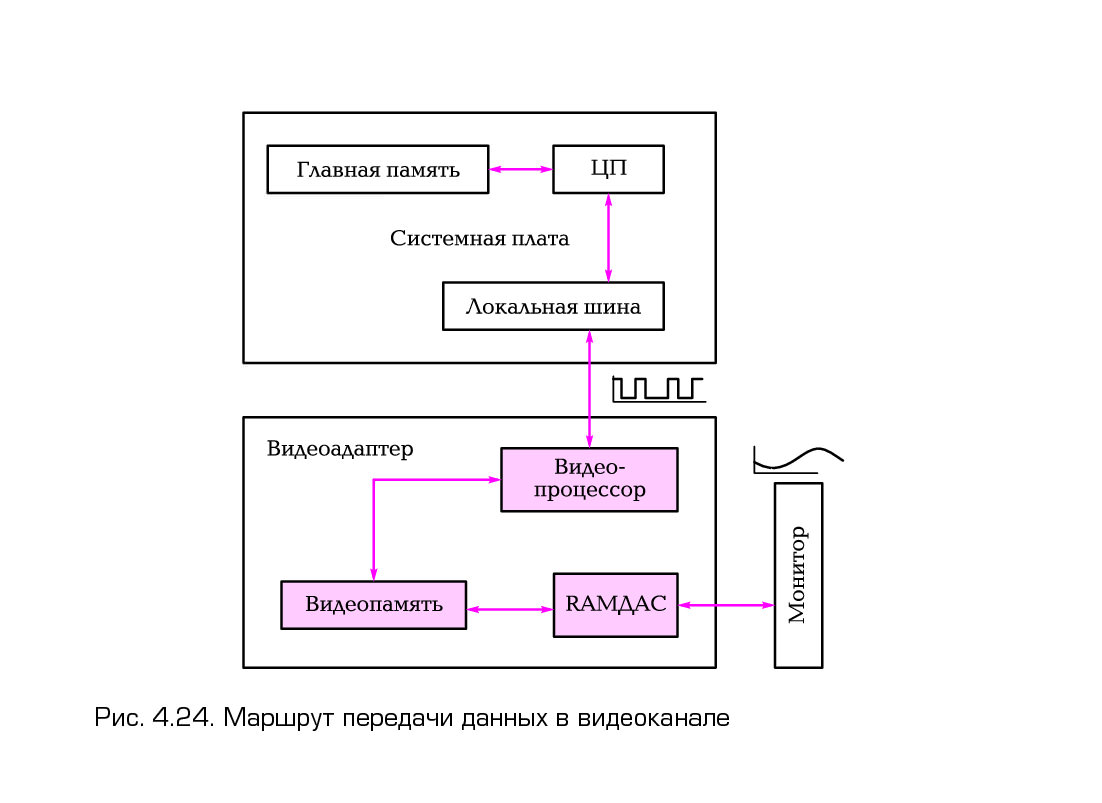 Главная память
ЦП
Системная плата
Локальная шина
Видеоадаптер
Видео-
процессор
Видеопамять
RАМДАС
Монитор
Рис. 4.24. Маршрут передачи данных в видеоканале